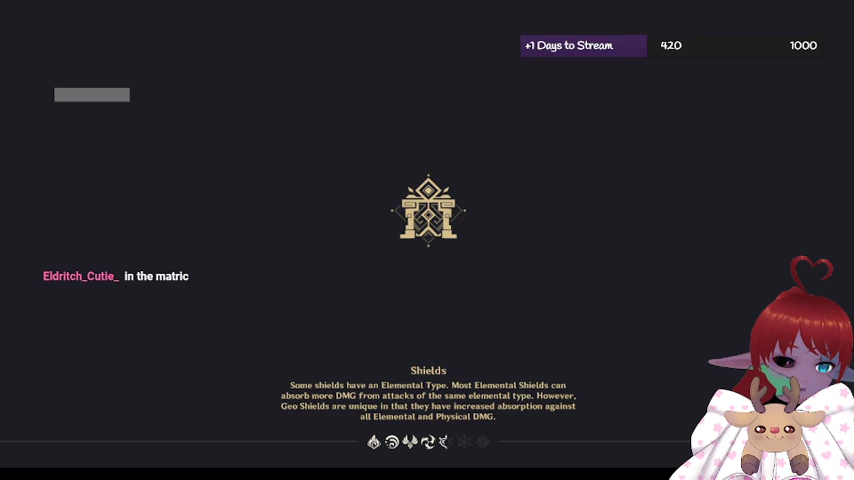 +1 Days to Stream 420 1000
Eldritch_Cutie_ in the matric
Shields
Some shields have an Elemental Type. Most Elemental Shields can
absorb more DMG from attacks of the same elemental type. However,
Geo Shields are unique in that they have increased absorption against
all Elemental and Physical DMG.